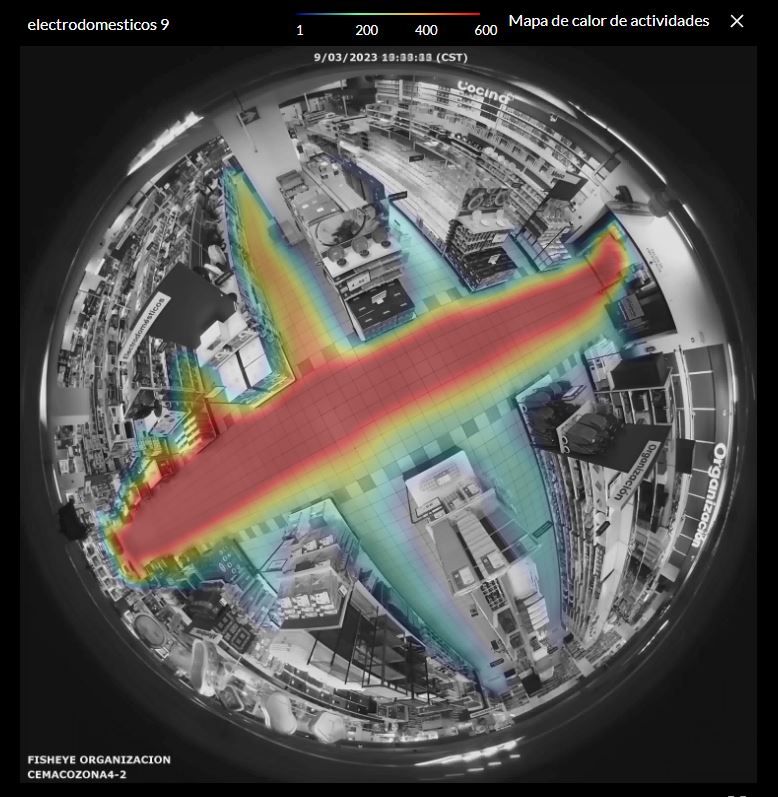 electrodomesticos 9
1 200 400 600
Mapa de calor de actividades
9/03/2023 (CST)
Cocina
Organización
Organización
FISHEYE ORGANIZACION
CEMACOZONA4-2